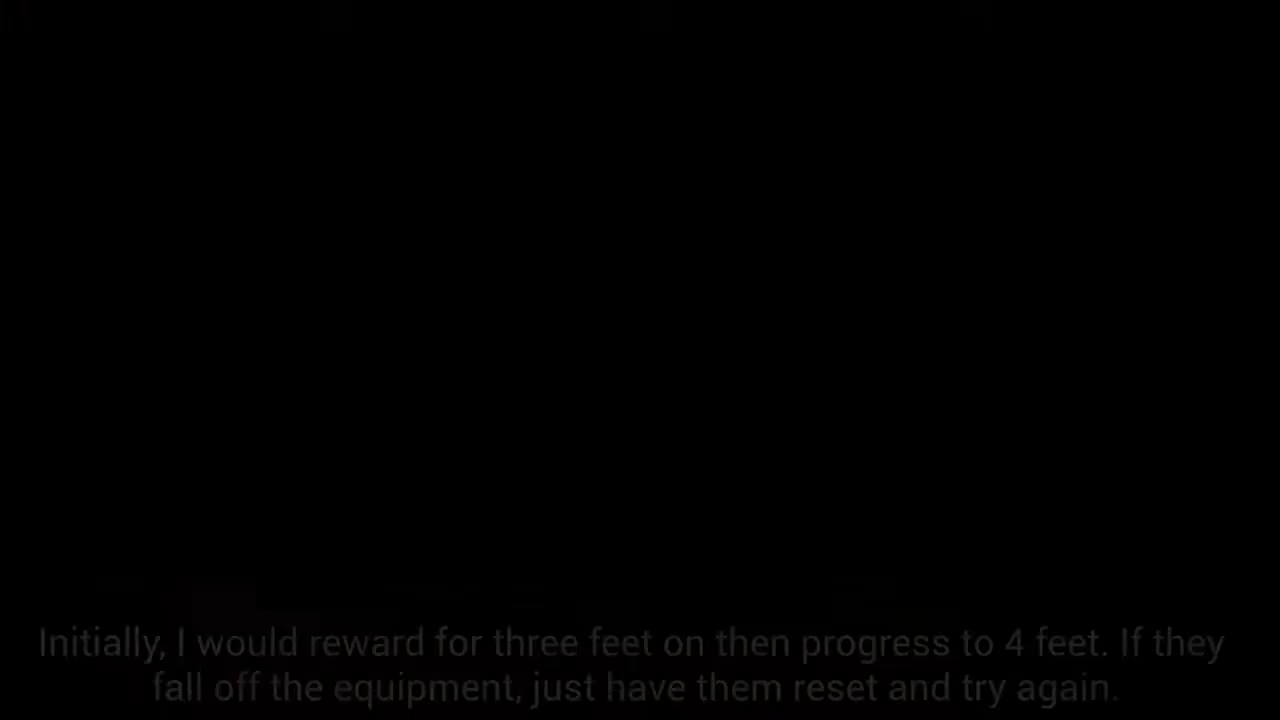 Initially, I would reward for three feet on then progress to 4 feet. If they
fall off the equipment, just have them reset and try again.